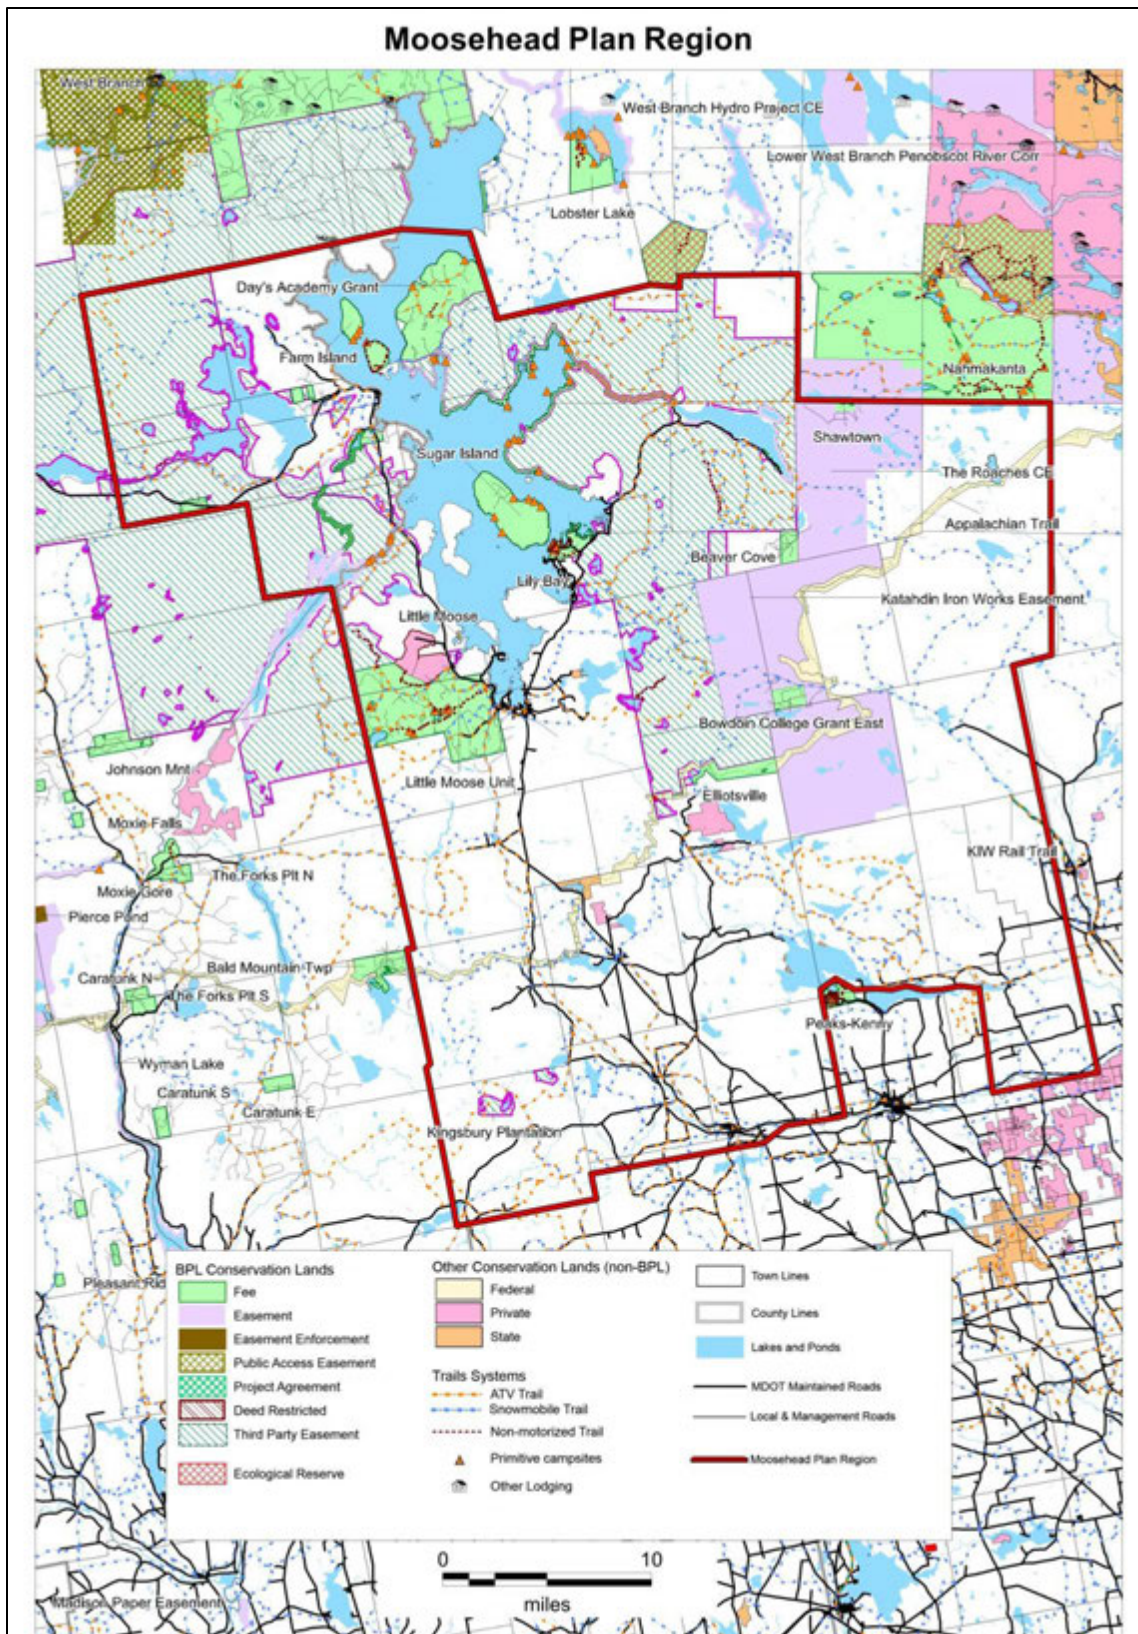 Moosehead Plan Region
West Branch
West Branch Hydro Project CE
Lower West Branch Penobscot River Corr
Lobster Lake
Day's Academy Grant
Farm Island
Nahmakanta
Shawtown
Sugar Island
The Roaches CE
Appalachian Trail
Beaver Cove
Lily Bay
Katahdin Iron Works Easement
Little Moose
Bowdoin College Grant East
Johnson Mnt
Little Moose Unit
Elliotsville
Moxie Falls
KIW Rail Trail
The Forks Plt N
Moxie Gore
Pierce Pond
Bald Mountain Twp
Caratunk N
The Forks Plt S
Peaks-Kenny
Wyman Lake
Caratunk S
Caratunk E
Kingsbury Plantation
Pleasant Rid
BPL Conservation Lands
Fee
Easement
Easement Enforcement
Public Access Easement
Project Agreement
Deed Restricted
Third Party Easement
Ecological Reserve
Other Conservation Lands (non-BPL)
Federal
Private
State
Trails Systems
ATV Trail
Snowmobile Trail
Non-motorized Trail
Primitive campsites
Other Lodging
Town Lines
County Lines
Lakes and Ponds
MDOT Maintained Roads
Local & Management Roads
Moosehead Plan Region
0 10
miles
Madison Paper Easement